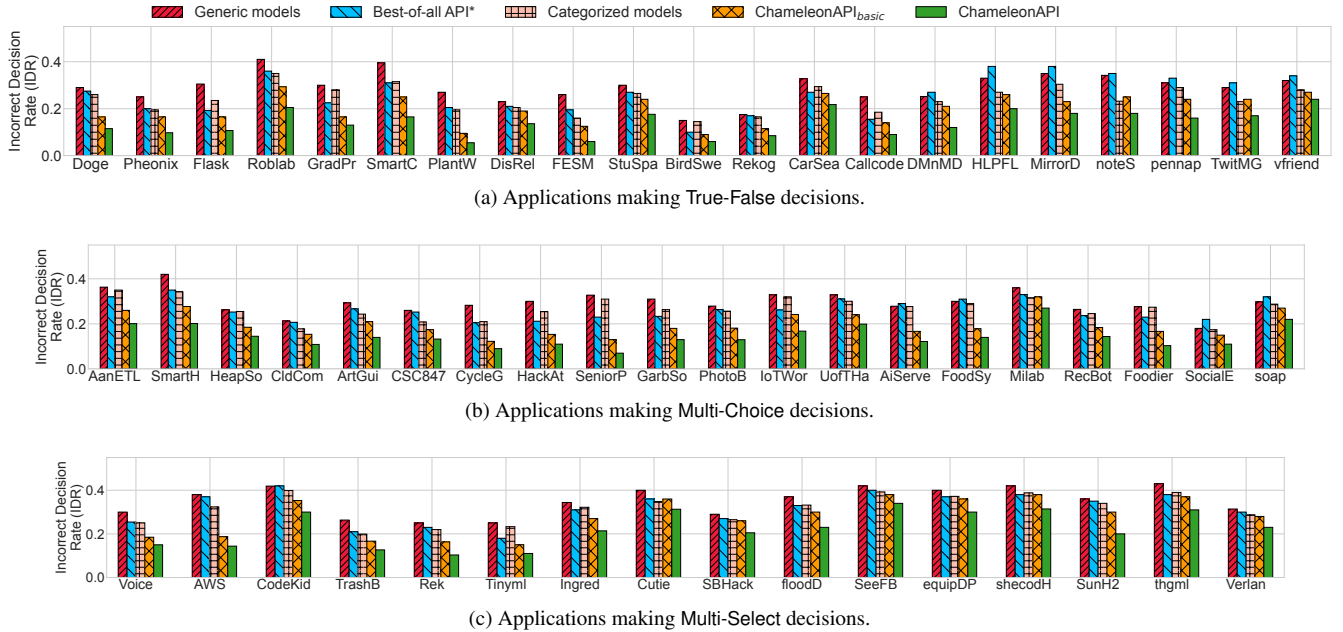 Generic models Best-of-all API* Categorized models ChameleonAPIbasic ChameleonAPI
Incorrect Decision
Rate (IDR)
0.4
0.2
0.0
Doge Pheonix Flask Roblab GradPr SmartC PlantW DisRel FESM StuSpa BirdSwe Rekog CarSea Callcode DMnMD HLPFL MirrorD noteS pennap TwitMG vfriend
(a) Applications making True-False decisions.
Incorrect Decision
Rate (IDR)
0.4
0.2
0.0
AanETL SmartH HeapSo CldCom ArtGui CSC847 CycleG HackAt SeniorP GarbSo PhotoB IoTWor UofTHa AiServe FoodSy Milab RecBot Foodier SocialE soap
(b) Applications making Multi-Choice decisions.
Incorrect Decision
Rate (IDR)
0.4
0.2
0.0
Voice AWS CodeKid TrashB Rek Tinyml Ingred Cutie SBHack floodD SeeFB equipDP shecodH SunH2 thgml Verlan
(c) Applications making Multi-Select decisions.